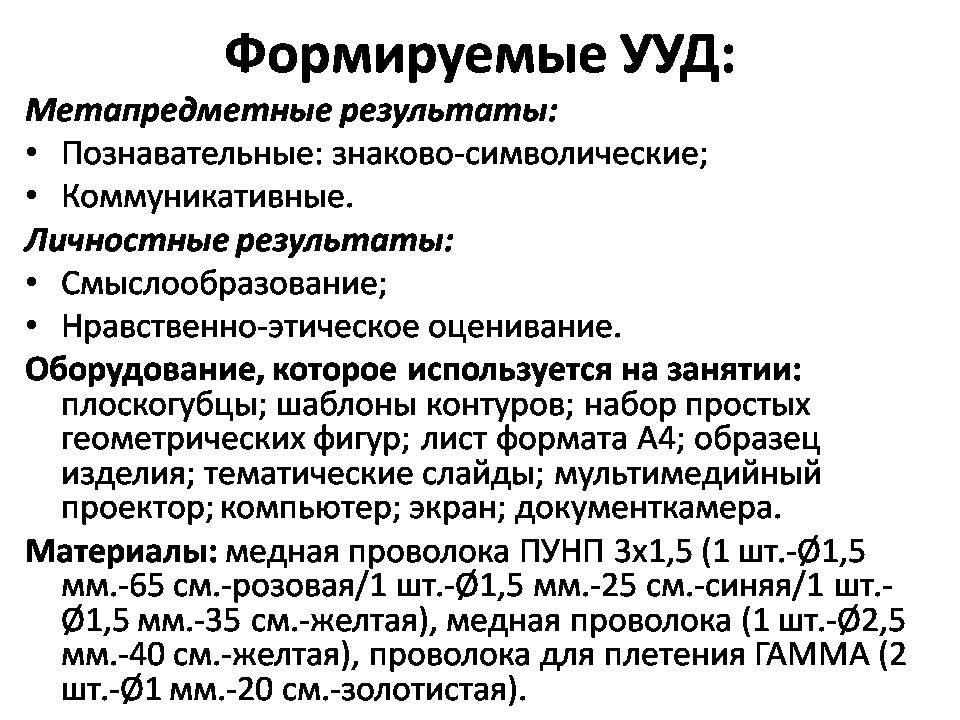 Формируемые УУД:
Метапредметные результаты:
• Познавательные: знаково-символические;
• Коммуникативные.
Личностные результаты:
• Смыслообразование;
• Нравственно-этическое оценивание.
Оборудование, которое используется на занятии:
плоскогубцы; шаблоны контуров; набор простых
геометрических фигур; лист формата А4; образец
изделия; тематические слайды; мультимедийный
проектор; компьютер; экран; документкамера.
Материалы: медная проволока ПУНП 3х1,5 (1 шт.-Ø1,5
мм.-65 см.-розовая/1 шт.-Ø1,5 мм.-25 см.-синяя/1 шт.-
Ø1,5 мм.-35 см.-желтая), медная проволока (1 шт.-Ø2,5
мм.-40 см.-желтая), проволока для плетения ГАММА (2
шт.-Ø1 мм.-20 см.-золотистая).